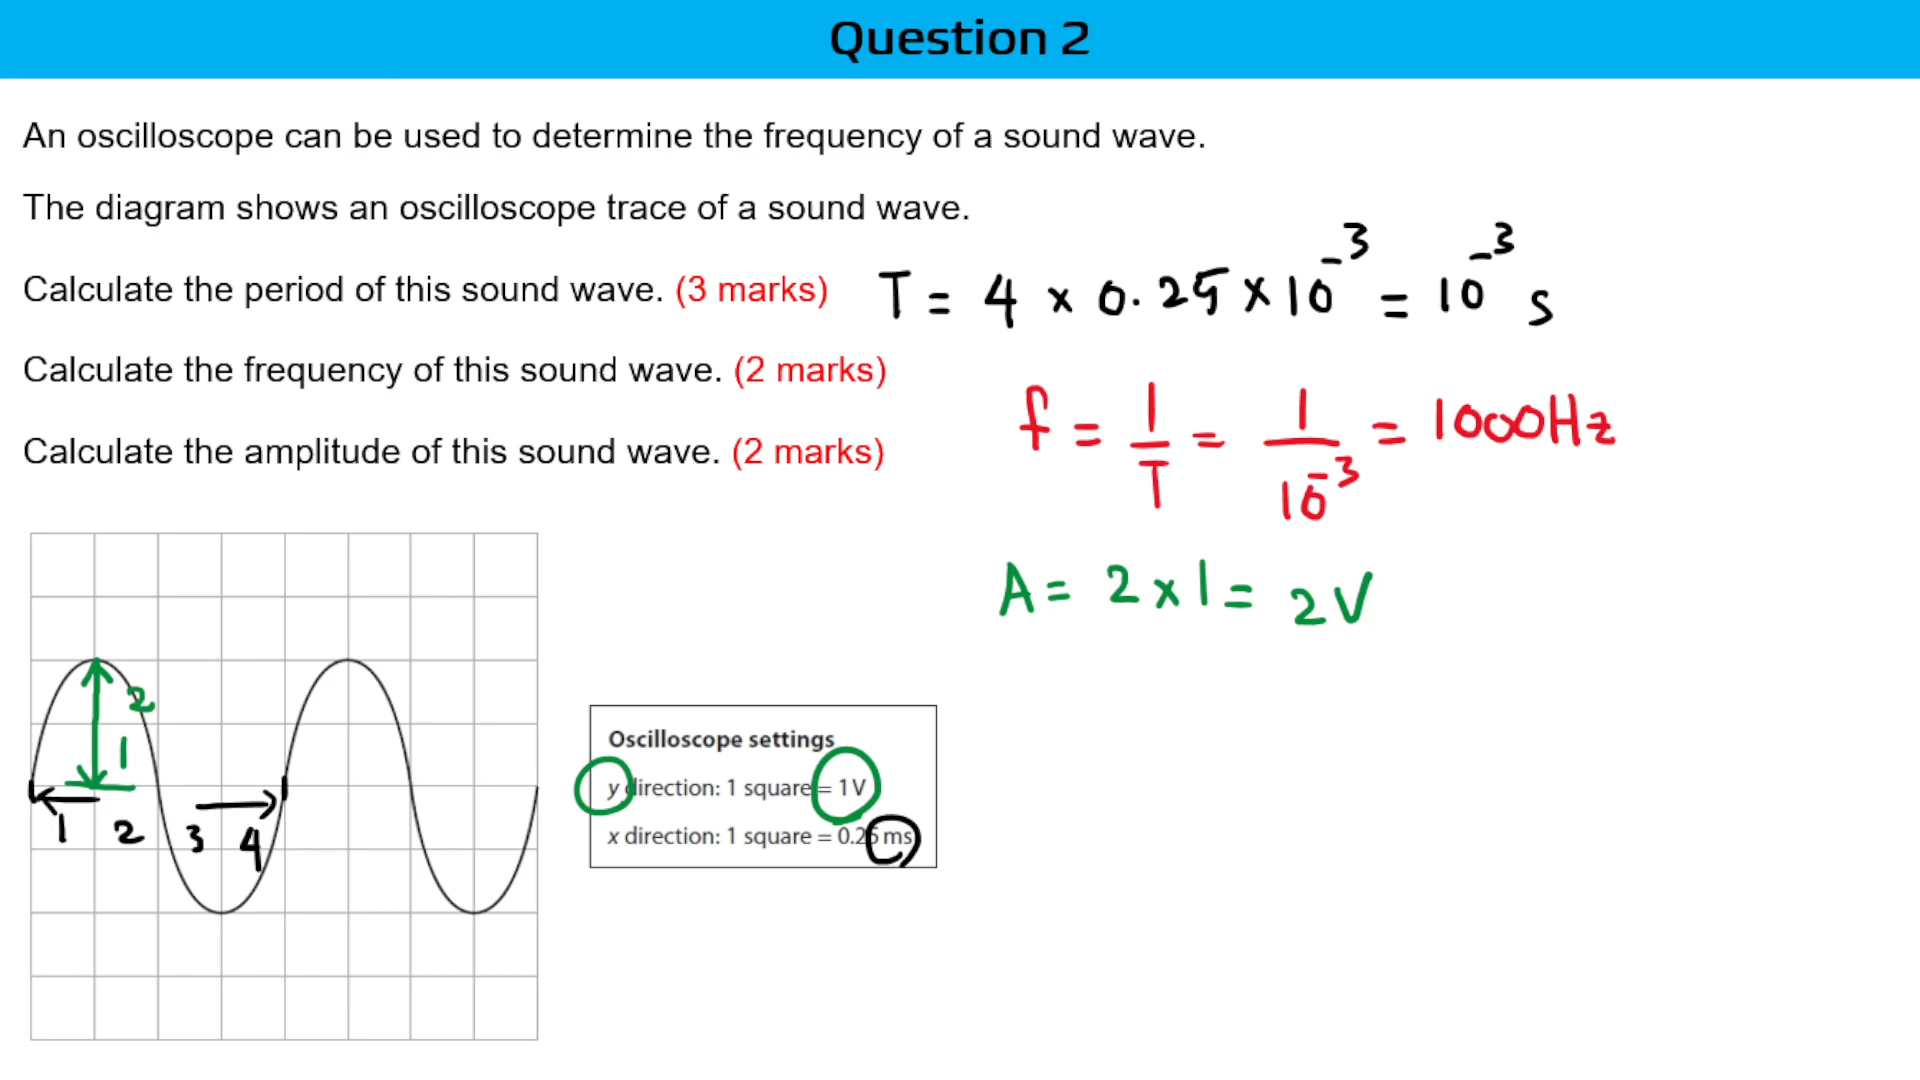 Question 2
An oscilloscope can be used to determine the frequency of a sound wave.
The diagram shows an oscilloscope trace of a sound wave.
Calculate the period of this sound wave. (3 marks) T = 4 × 0.25 × 10⁻³ = 10⁻³ s
Calculate the frequency of this sound wave. (2 marks)
f = 1/T = 1/10⁻³ = 1000Hz
Calculate the amplitude of this sound wave. (2 marks)
A = 2 × 1 = 2V
2
1
1 2 3 4
Oscilloscope settings
y direction: 1 square = 1 V
x direction: 1 square = 0.25 ms